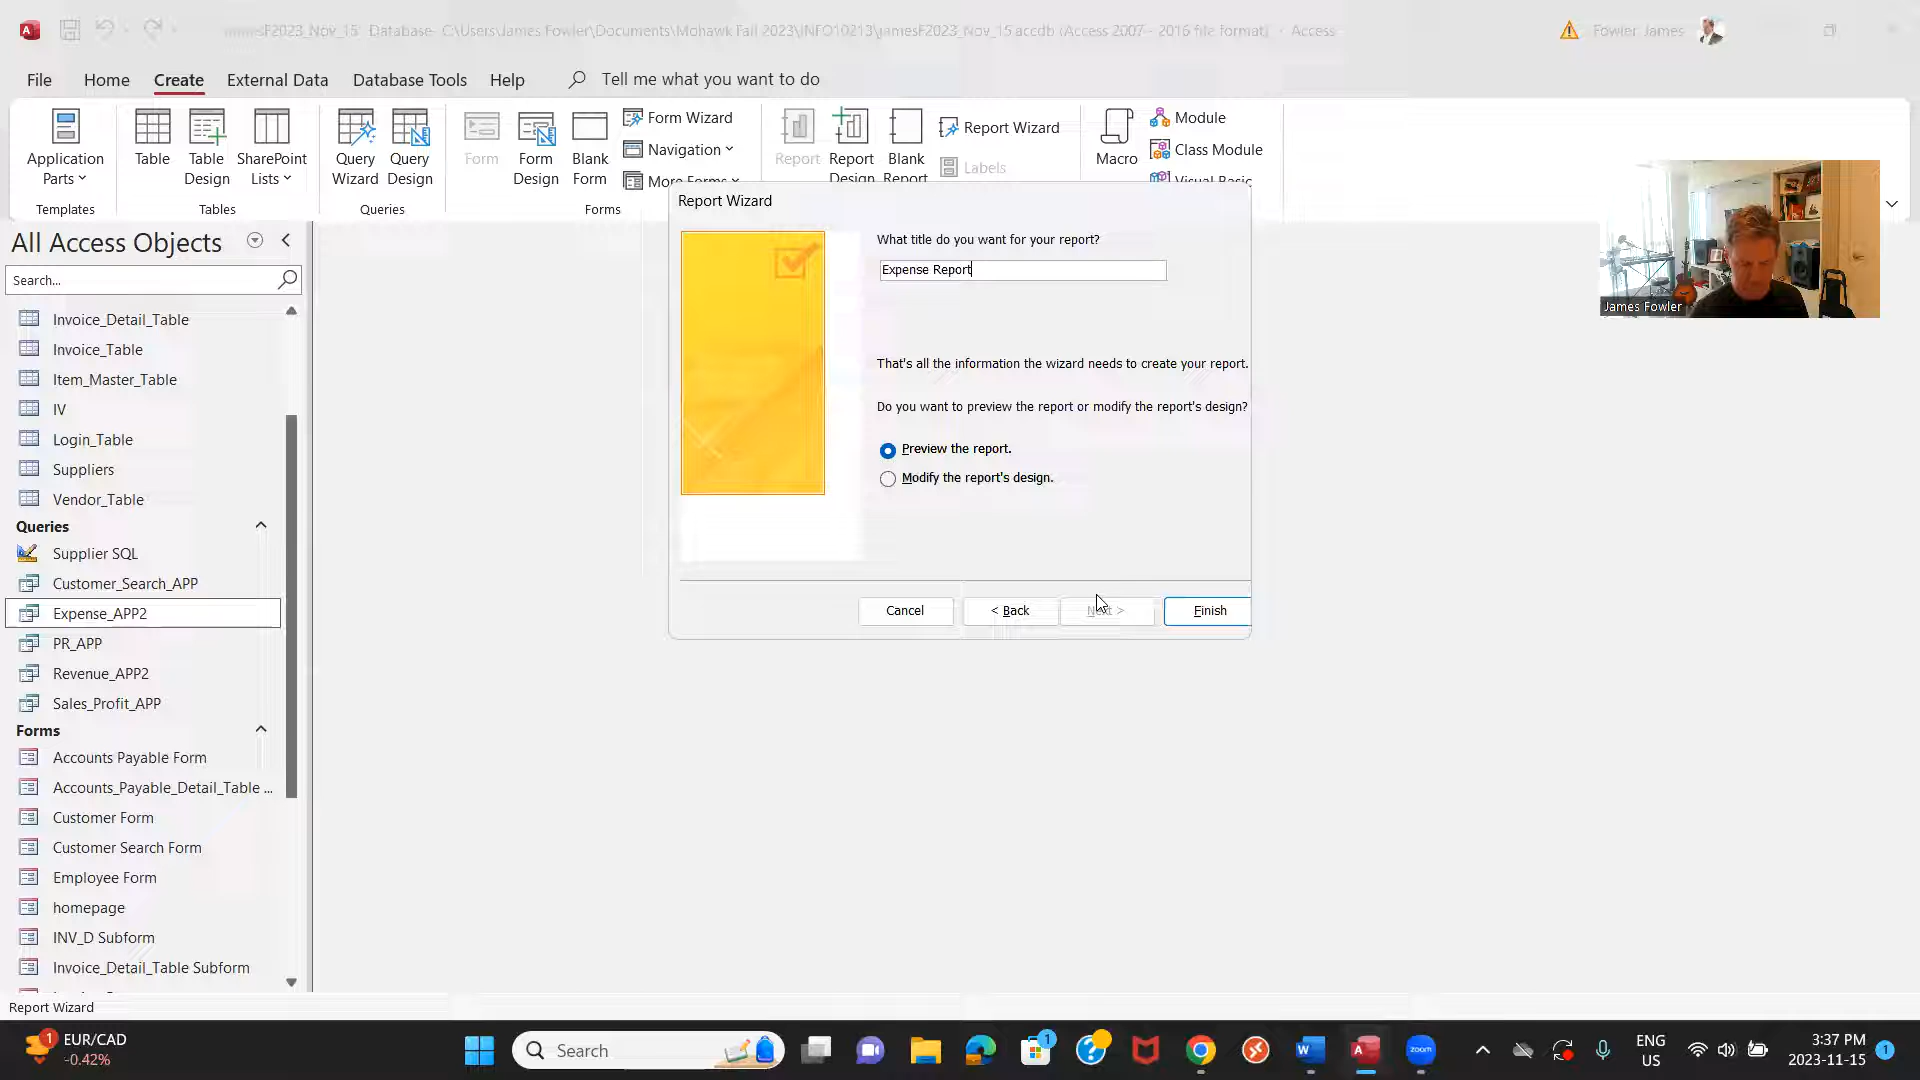 jamesF2023_Nov_15 : Database- C:\Users\James Fowler\Documents\Mohawk Fall 2023\INFO10213\jamesF2023_Nov_15.accdb (Access 2007 - 2016 file format) - Access
Fowler James
File
Home
Create
External Data
Database Tools
Help
Tell me what you want to do
Application
Parts
Templates
Table
Table
Design
SharePoint
Lists
Tables
Query
Wizard
Query
Design
Queries
Form
Form
Design
Blank
Form
Form Wizard
Navigation
More Forms
Forms
Report
Report
Design
Blank
Report
Report Wizard
Labels
Macro
Module
Class Module
Visual Basic
All Access Objects
Search...
Invoice_Detail_Table
Invoice_Table
Item_Master_Table
IV
Login_Table
Suppliers
Vendor_Table
Queries
Supplier SQL
Customer_Search_APP
Expense_APP2
PR_APP
Revenue_APP2
Sales_Profit_APP
Forms
Accounts Payable Form
Accounts_Payable_Detail_Table ...
Customer Form
Customer Search Form
Employee Form
homepage
INV_D Subform
Invoice_Detail_Table Subform
Report Wizard
What title do you want for your report?
Expense Report
That's all the information the wizard needs to create your report.
Do you want to preview the report or modify the report's design?
Preview the report.
Modify the report's design.
Cancel
< Back
Next >
Finish
James Fowler
Report Wizard
1
EUR/CAD
-0.42%
Search
1
zoom
ENG
US
3:37 PM
2023-11-15
1